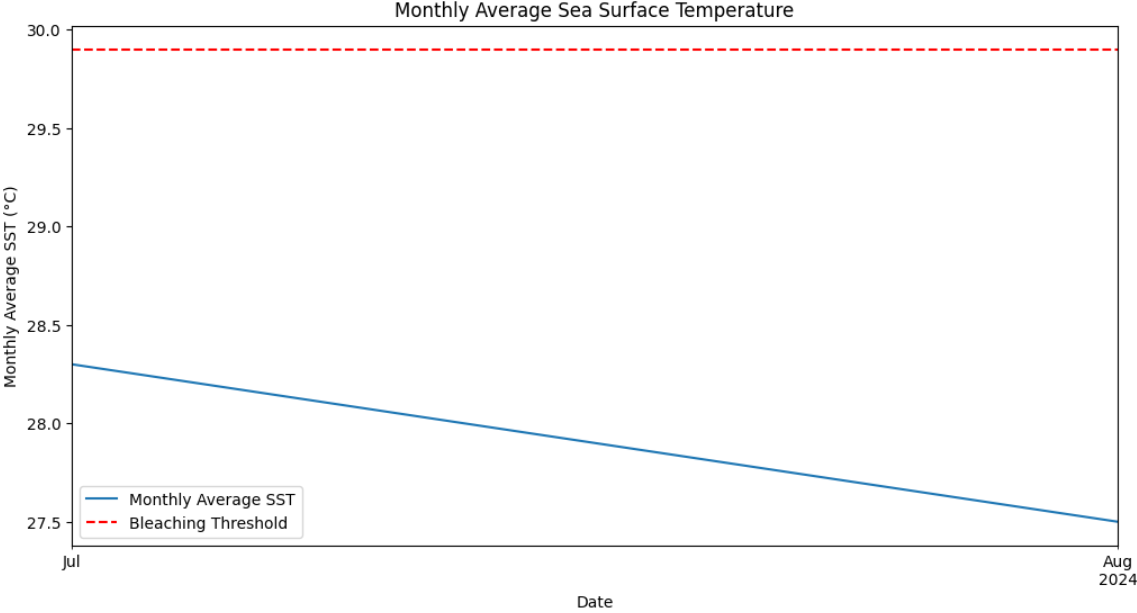 Monthly Average Sea Surface Temperature
Monthly Average SST (°C)
30.0
29.5
29.0
28.5
28.0
27.5
Monthly Average SST
Bleaching Threshold
Jul
Aug
2024
Date